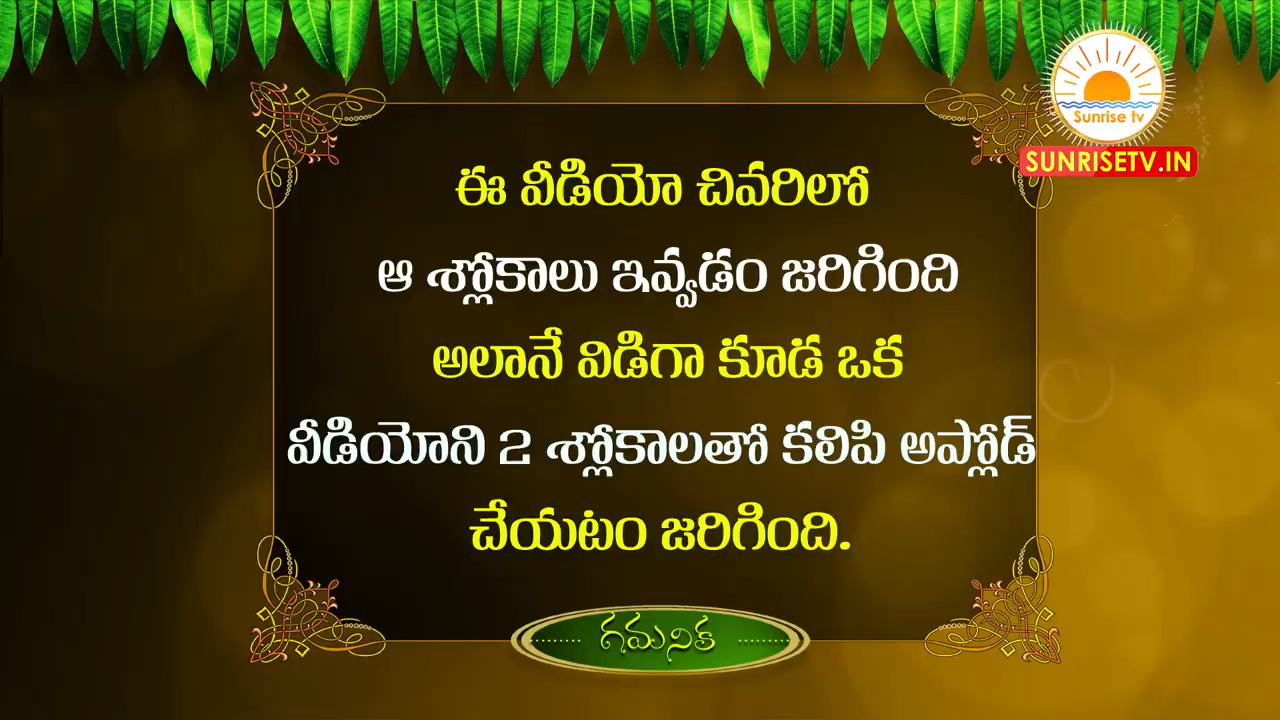 Sunrise tv
SUNRISETV.IN
ఈ వీడియో చివరిలో
ఆ శ్లోకాలు ఇవ్వడం జరిగింది
అలానే విడిగా కూడ ఒక
వీడియోని 2 శ్లోకాలతో కలిపి అప్లోడ్
చేయటం జరిగింది.
గమనిక